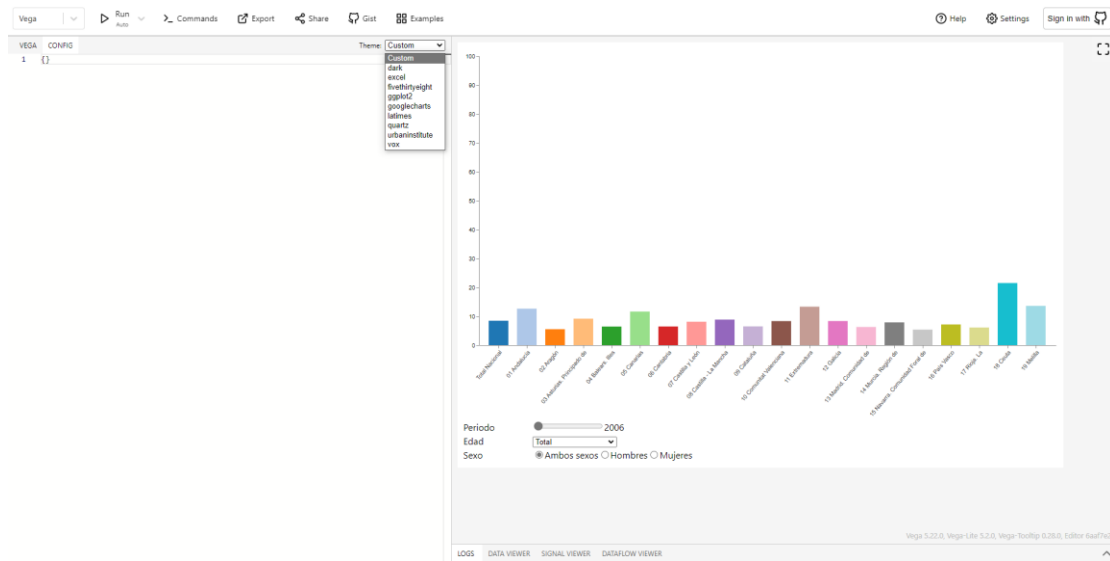 Vega
Run
Auto
Commands
Export
Share
Gist
Examples
Help
Settings
Sign in with
VEGA
CONFIG
Theme:
Custom
1 {}
Custom
dark
excel
fivethirtyeight
ggplot2
googlecharts
latimes
quartz
urbaninstitute
vox
100
90
80
70
60
50
40
30
20
10
0
Total Nacional
01 Andalucía
02 Aragón
03 Asturias, Principado de
04 Balears, Illes
05 Canarias
06 Cantabria
07 Castilla y León
08 Castilla - La Mancha
09 Cataluña
10 Comunitat Valenciana
11 Extremadura
12 Galicia
13 Madrid, Comunidad de
14 Murcia, Región de
15 Navarra, Comunidad Foral de
16 País Vasco
17 Rioja, La
18 Ceuta
19 Melilla
Periodo 2006
Edad Total
Sexo Ambos sexos Hombres Mujeres
Vega 5.22.0, Vega-Lite 5.2.0, Vega-Tooltip 0.28.0, Editor
LOGS DATA VIEWER SIGNAL VIEWER DATAFLOW VIEWER